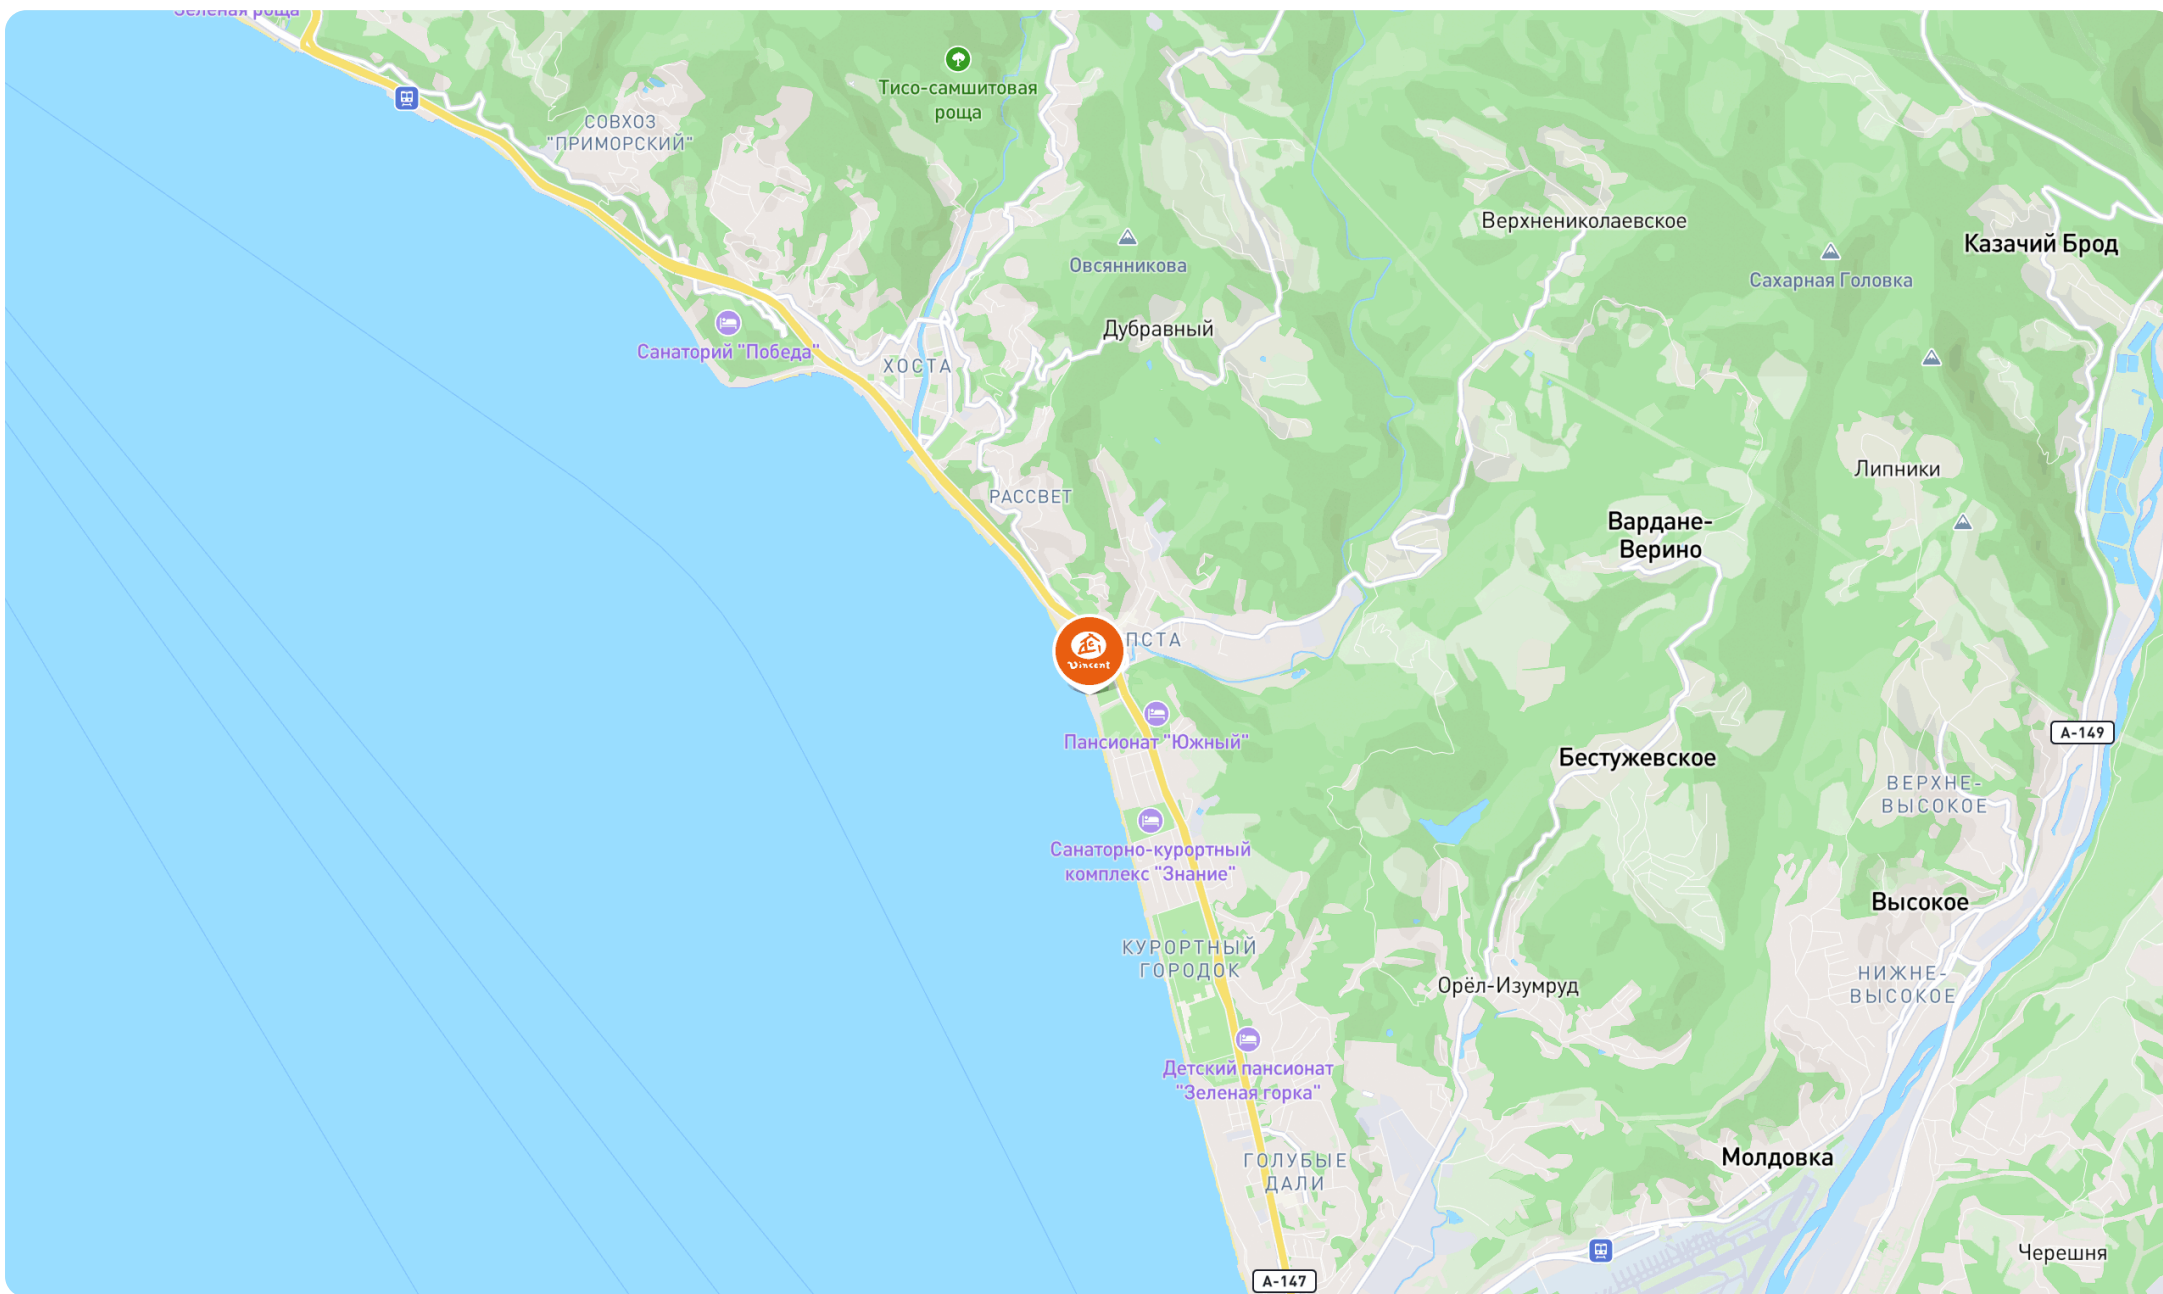 Зелёная роща
Тисо-самшитовая
роща
СОВХОЗ
"ПРИМОРСКИЙ"
Верхнениколаевское
Казачий Брод
Овсянникова
Сахарная Головка
Дубравный
Санаторий "Победа"
ХОСТА
Липники
РАССВЕТ
Вардане-
Верино
ПСТА
Vincent
А-149
Пансионат "Южный"
Бестужевское
ВЕРХНЕ-
ВЫСОКОЕ
Санаторно-курортный
комплекс "Знание"
Высокое
КУРОРТНЫЙ
ГОРОДОК
НИЖНЕ-
ВЫСОКОЕ
Орёл-Изумруд
Детский пансионат
"Зеленая горка"
ГОЛУБЫЕ
ДАЛИ
Молдовка
Черешня
А-147